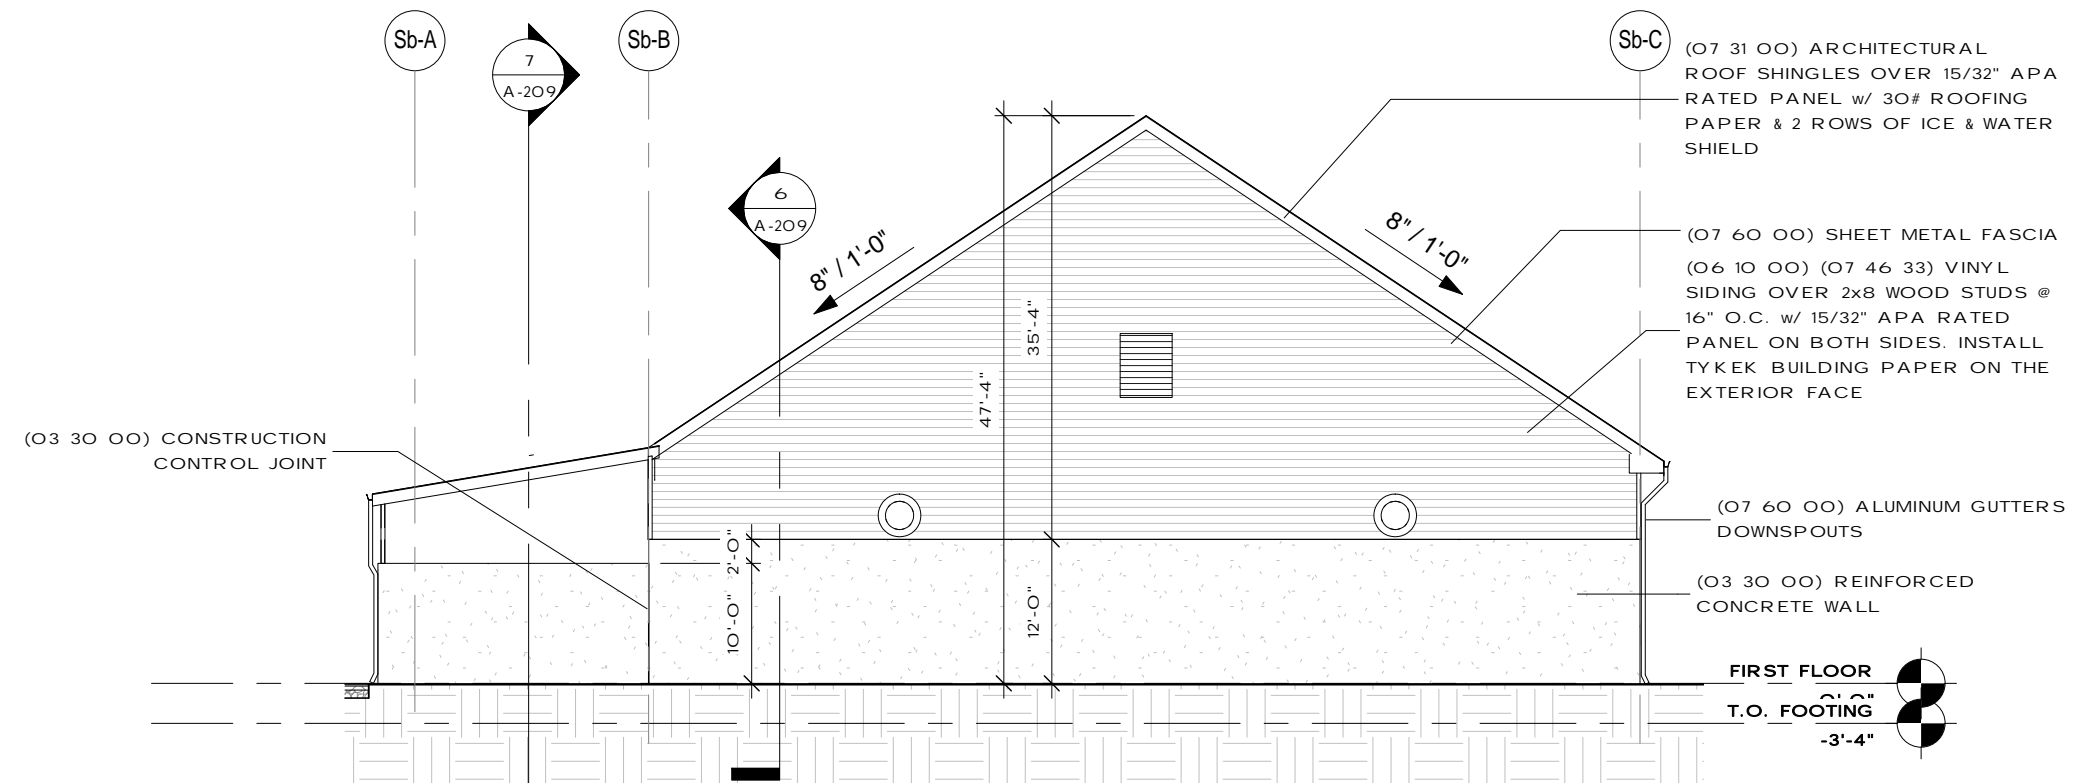 Sb-A
7
A-209
Sb-B
Sb-C
(07 31 00) ARCHITECTURAL
ROOF SHINGLES OVER 15/32" APA
RATED PANEL w/ 30# ROOFING
PAPER & 2 ROWS OF ICE & WATER
SHIELD
6
A-209
8" / 1'-0"
8" / 1'-0"
(07 60 00) SHEET METAL FASCIA
(06 10 00) (07 46 33) VINYL
SIDING OVER 2x8 WOOD STUDS @
16" O.C. w/ 15/32" APA RATED
PANEL ON BOTH SIDES. INSTALL
TYKEK BUILDING PAPER ON THE
EXTERIOR FACE
35'-4"
47'-4"
(03 30 00) CONSTRUCTION
CONTROL JOINT
(07 60 00) ALUMINUM GUTTERS
DOWNSPOUTS
2'-0"
10'-0"
12'-0"
(03 30 00) REINFORCED
CONCRETE WALL
FIRST FLOOR
0'-0"
T.O. FOOTING
-3'-4"